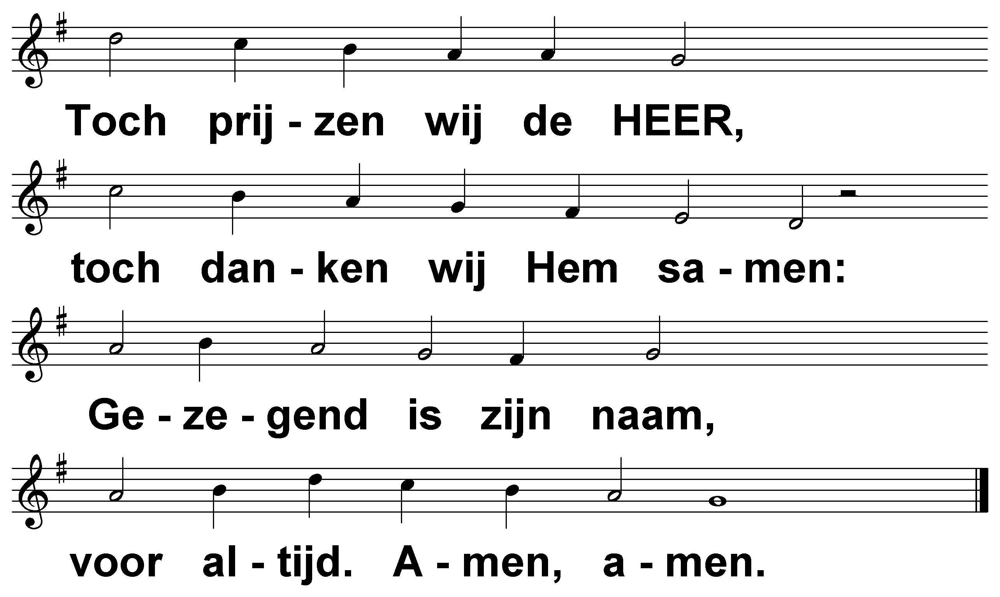 Toch prij - zen wij de HEER,
toch dan - ken wij Hem sa - men:
Ge - ze - gend is zijn naam,
voor al - tijd. A - men, a - men.